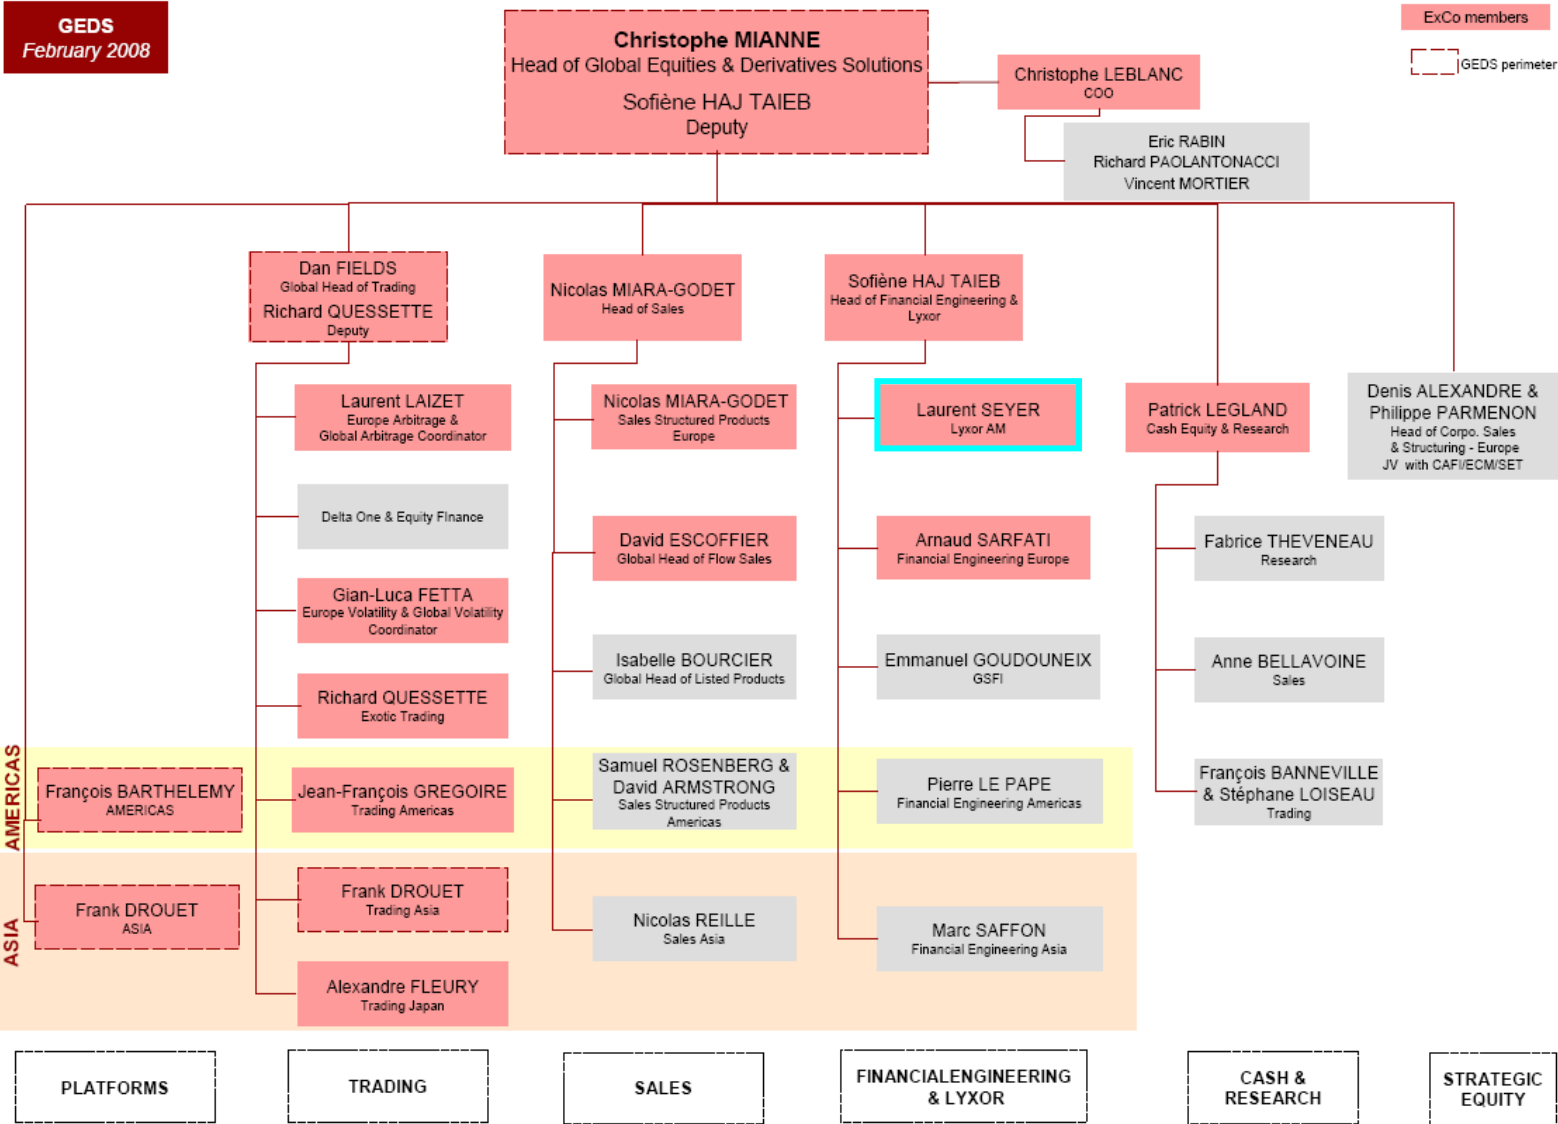 GEDS
February 2008
Christophe MIANNE
Head of Global Equities & Derivatives Solutions
Sofiène HAJ TAIEB
Deputy
ExCo members
GEDS perimeter
Christophe LEBLANC
COO
Eric RABIN
Richard PAOLANTONACCI
Vincent MORTIER
Dan FIELDS
Global Head of Trading
Richard QUESSETTE
Deputy
Nicolas MIARA-GODET
Head of Sales
Sofiène HAJ TAIEB
Head of Financial Engineering &
Lyxor
Laurent LAIZET
Europe Arbitrage &
Global Arbitrage Coordinator
Nicolas MIARA-GODET
Sales Structured Products
Europe
Laurent SEYER
Lyxor AM
Patrick LEGLAND
Cash Equity & Research
Denis ALEXANDRE &
Philippe PARMENON
Head of Corpo. Sales
& Structuring - Europe
JV with CAFI/ECM/SET
Delta One & Equity Finance
David ESCOFFIER
Global Head of Flow Sales
Arnaud SARFATI
Financial Engineering Europe
Fabrice THEVENEAU
Research
Gian-Luca FETTA
Europe Volatility & Global Volatility
Coordinator
Isabelle BOURCIER
Global Head of Listed Products
Emmanuel GOUDOUNEIX
GSFI
Anne BELLAVOINE
Sales
Richard QUESSETTE
Exotic Trading
AMERICAS
François BARTHELEMY
AMERICAS
Jean-François GREGOIRE
Trading Americas
Samuel ROSENBERG &
David ARMSTRONG
Sales Structured Products
Americas
Pierre LE PAPE
Financial Engineering Americas
François BANNEVILLE
& Stéphane LOISEAU
Trading
ASIA
Frank DROUET
ASIA
Frank DROUET
Trading Asia
Nicolas REILLE
Sales Asia
Marc SAFFON
Financial Engineering Asia
Alexandre FLEURY
Trading Japan
PLATFORMS
TRADING
SALES
FINANCIALENGINEERING
& LYXOR
CASH &
RESEARCH
STRATEGIC
EQUITY